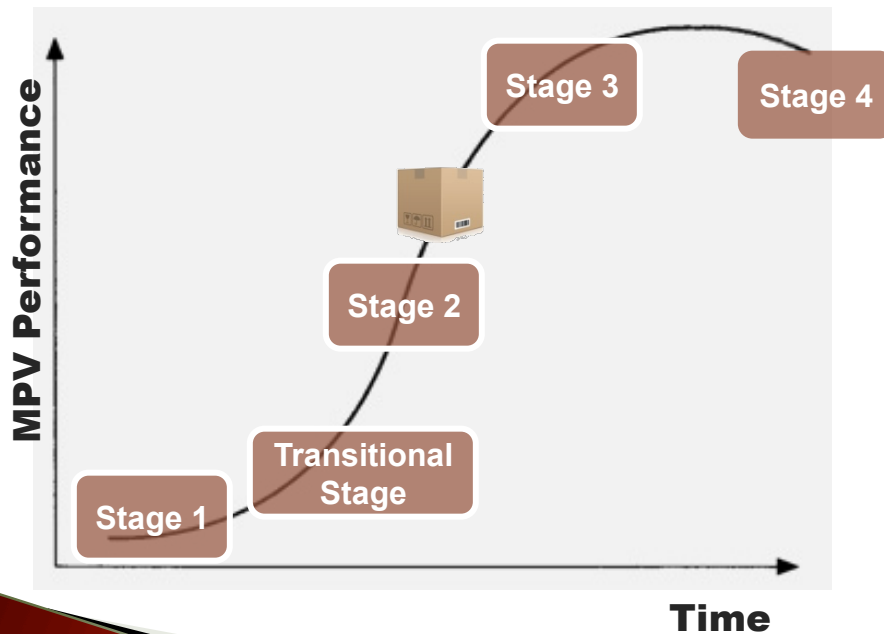 MPV Performance
Stage 3
Stage 4
Stage 2
Transitional
Stage
Stage 1
Time